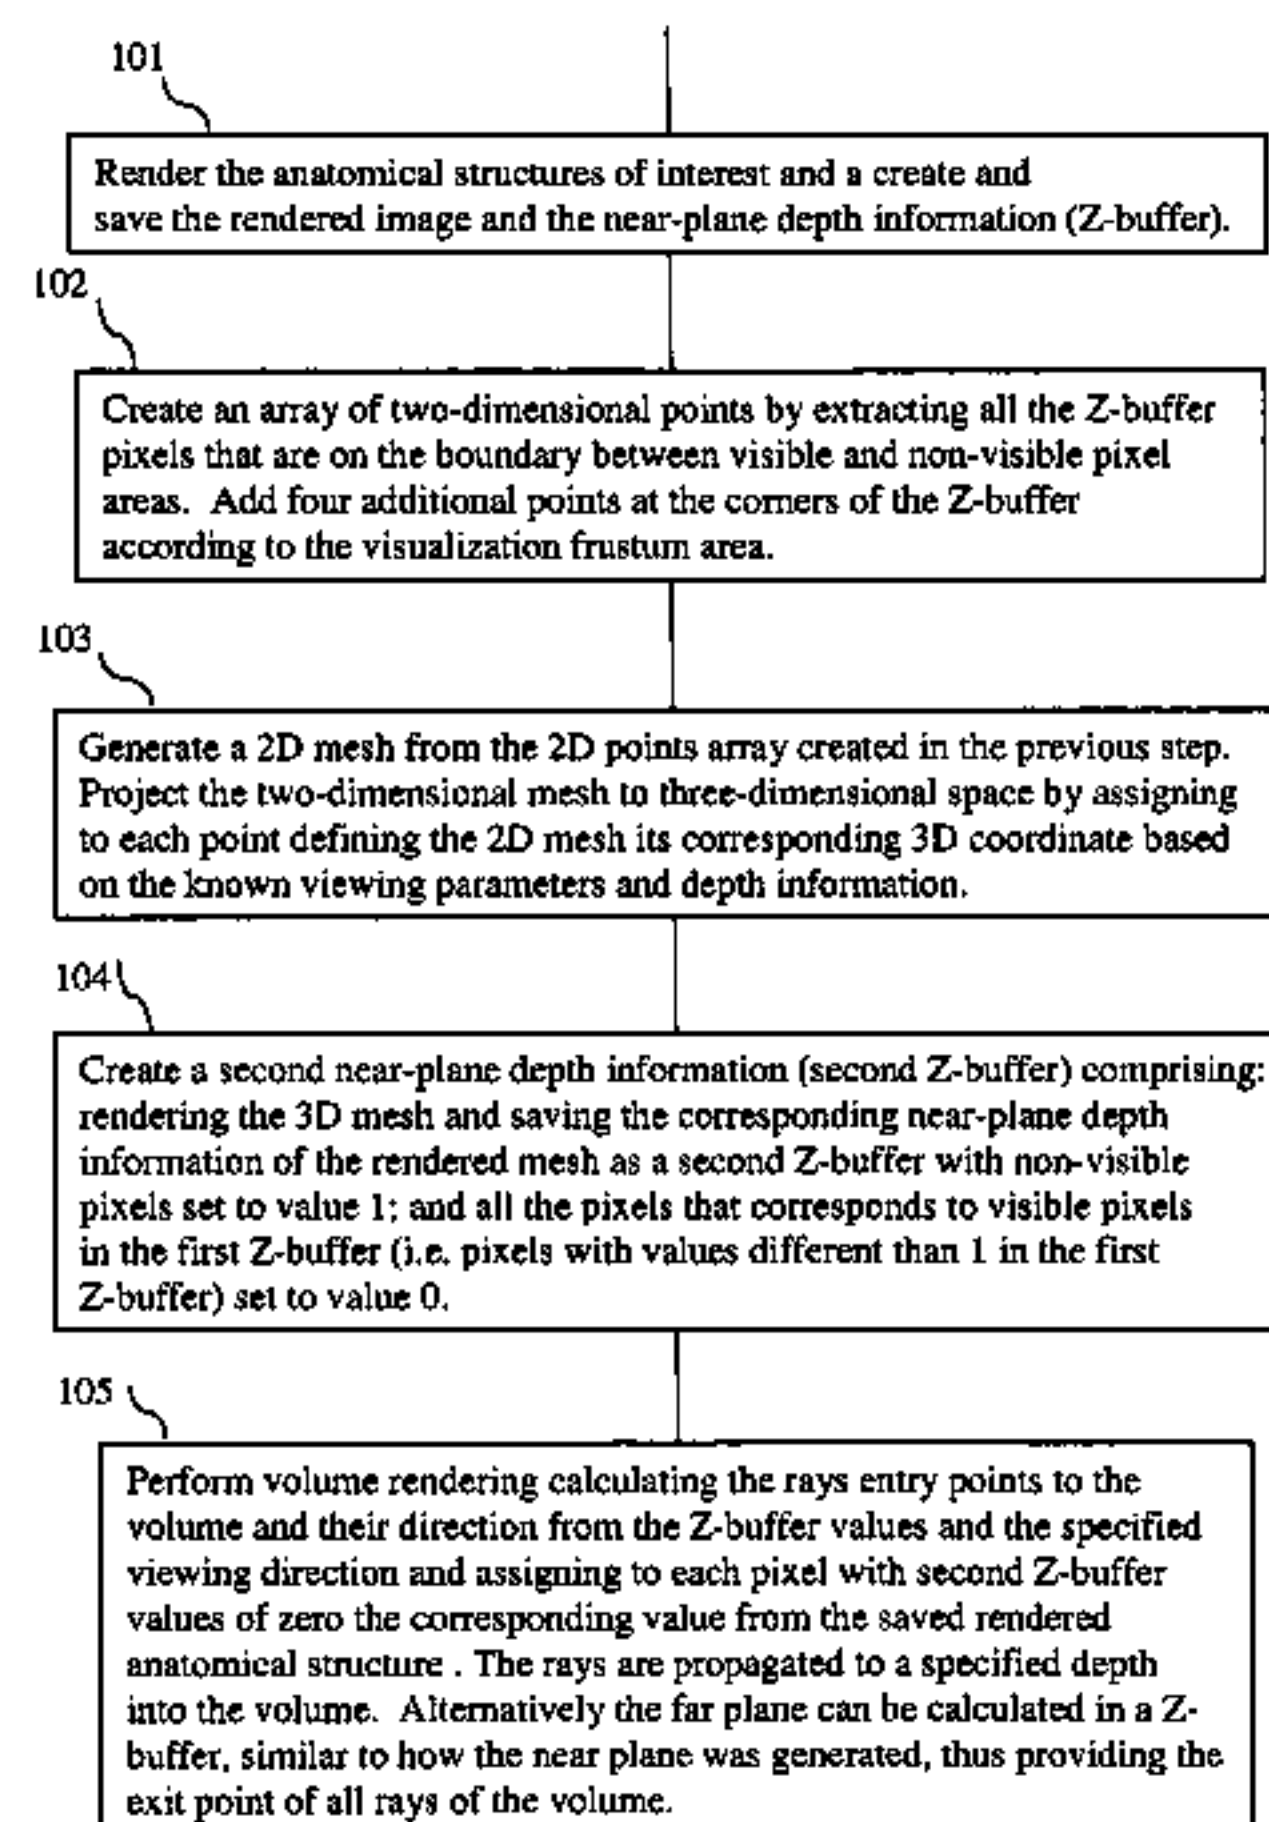 101
Render the anatomical structures of interest and a create and
save the rendered image and the near-plane depth information (Z-buffer).
102
Create an array of two-dimensional points by extracting all the Z-buffer
pixels that are on the boundary between visible and non-visible pixel
areas. Add four additional points at the corners of the Z-buffer
according to the visualization frustum area.
103
Generate a 2D mesh from the 2D points array created in the previous step.
Project the two-dimensional mesh to three-dimensional space by assigning
to each point defining the 2D mesh its corresponding 3D coordinate based
on the known viewing parameters and depth information.
104
Create a second near-plane depth information (second Z-buffer) comprising:
rendering the 3D mesh and saving the corresponding near-plane depth
information of the rendered mesh as a second Z-buffer with non-visible
pixels set to value 1; and all the pixels that corresponds to visible pixels
in the first Z-buffer (i.e. pixels with values different than 1 in the first
Z-buffer) set to value 0.
105
Perform volume rendering calculating the rays entry points to the
volume and their direction from the Z-buffer values and the specified
viewing direction and assigning to each pixel with second Z-buffer
values of zero the corresponding value from the saved rendered
anatomical structure . The rays are propagated to a specified depth
into the volume. Alternatively the far plane can be calculated in a Z-
buffer, similar to how the near plane was generated, thus providing the
exit point of all rays of the volume.